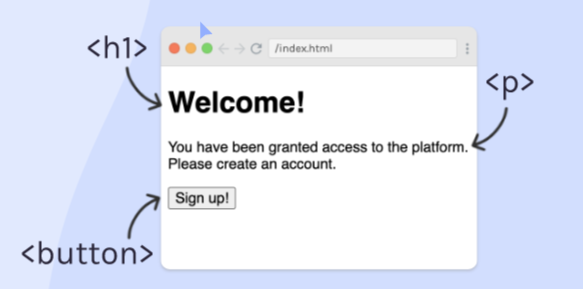 /index.html
<h1>
Welcome!
<p>
You have been granted access to the platform.
Please create an account.
Sign up!
<button>